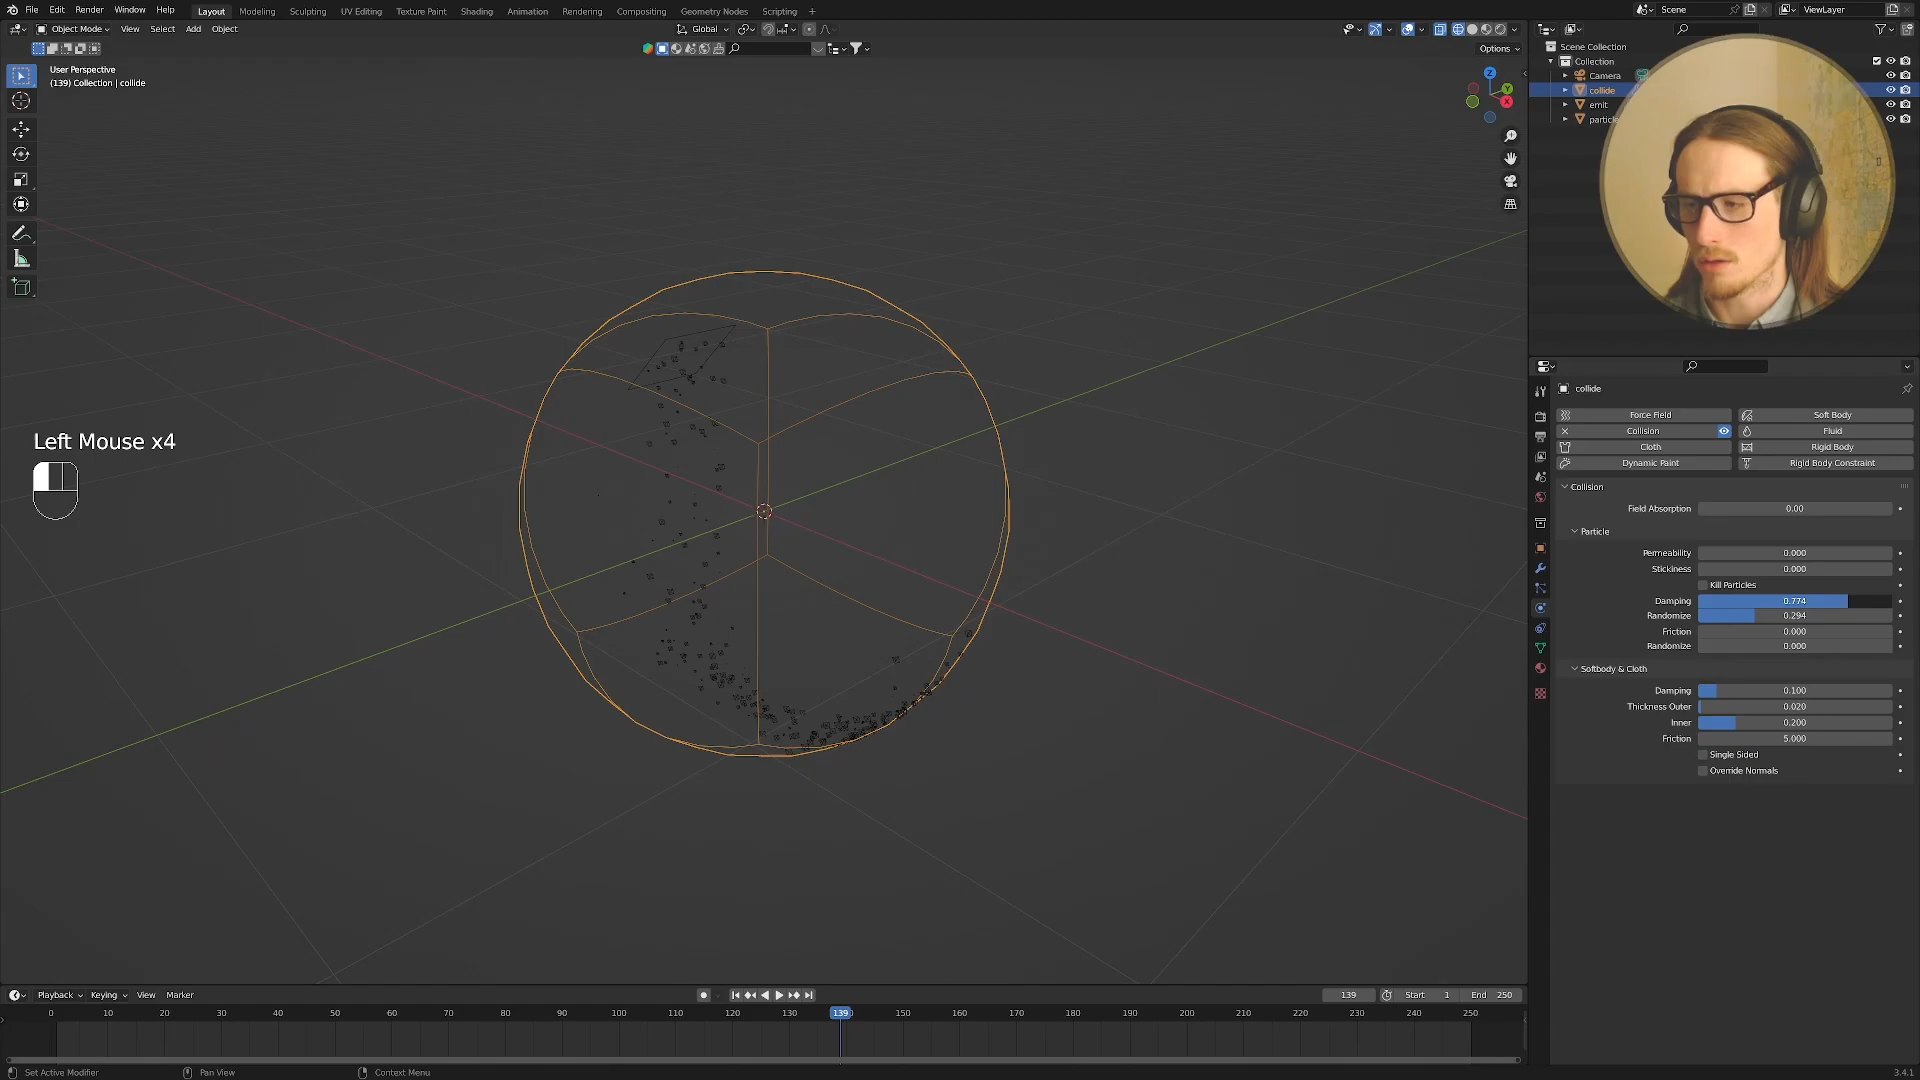 File Edit Render Window Help Layout Modeling Sculpting UV Editing Texture Paint Shading Animation Rendering Compositing Geometry Nodes Scripting +
Scene
ViewLayer
Object Mode View Select Add Object
Global
Options
User Perspective
(139) Collection | collide
Scene Collection
Collection
Camera
collide
emit
particle
Z
Y
X
Left Mouse x4
collide
Force Field
Soft Body
Collision
Fluid
Cloth
Rigid Body
Dynamic Paint
Rigid Body Constraint
Collision
Field Absorption 0.00
Particle
Permeability 0.000
Stickiness 0.000
Kill Particles
Damping 0.774
Randomize 0.294
Friction 0.000
Randomize 0.000
Softbody & Cloth
Damping 0.100
Thickness Outer 0.020
Inner 0.200
Friction 5.000
Single Sided
Override Normals
Playback Keying View Marker
139
Start 1
End 250
0 10 20 30 40 50 60 70 80 90 100 110 120 130 139 150 160 170 180 190 200 210 220 230 240 250
Set Active Modifier
Pan View
Context Menu
3.4.1